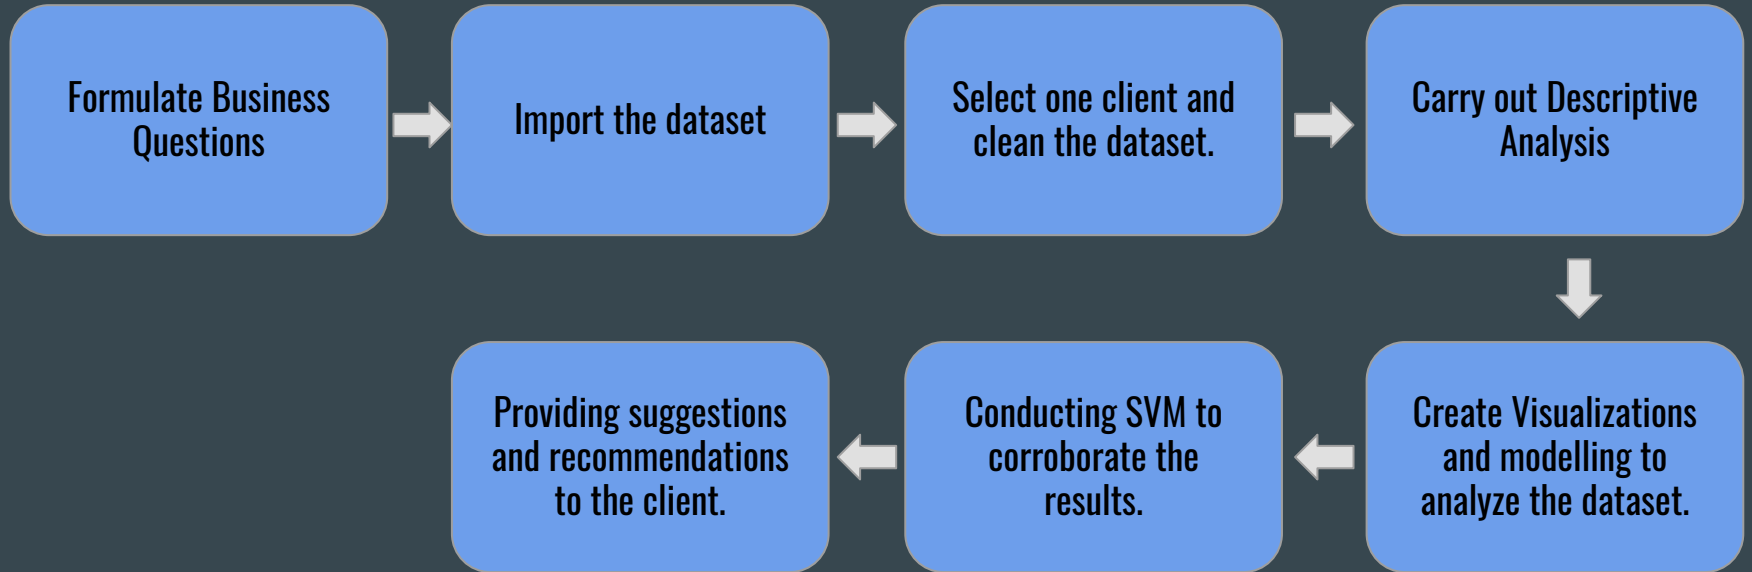 Formulate Business
Questions
Import the dataset
Select one client and
clean the dataset.
Carry out Descriptive
Analysis
Create Visualizations
and modelling to
analyze the dataset.
Conducting SVM to
corroborate the
results.
Providing suggestions
and recommendations
to the client.